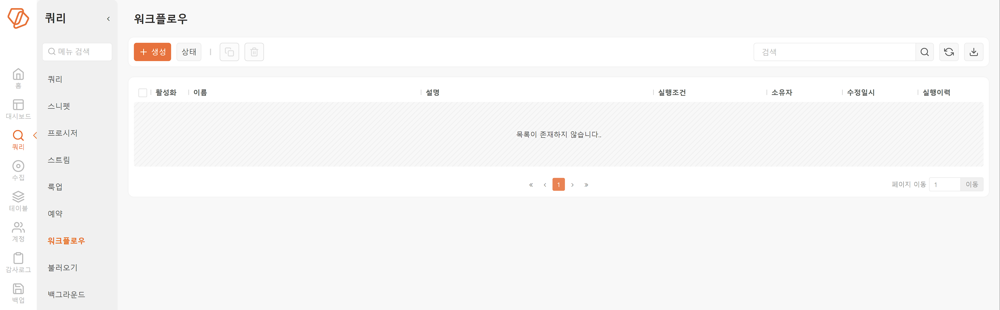 홈
대시보드
쿼리
수집
테이블
계정
감사로그
백업
쿼리
메뉴 검색
쿼리
스니펫
프로시저
스트림
룩업
예약
워크플로우
불러오기
백그라운드
워크플로우
생성 상태 검색
활성화 이름 설명 실행조건 소유자 수정일시 실행이력
목록이 존재하지 않습니다..
1
페이지 이동 1 이동